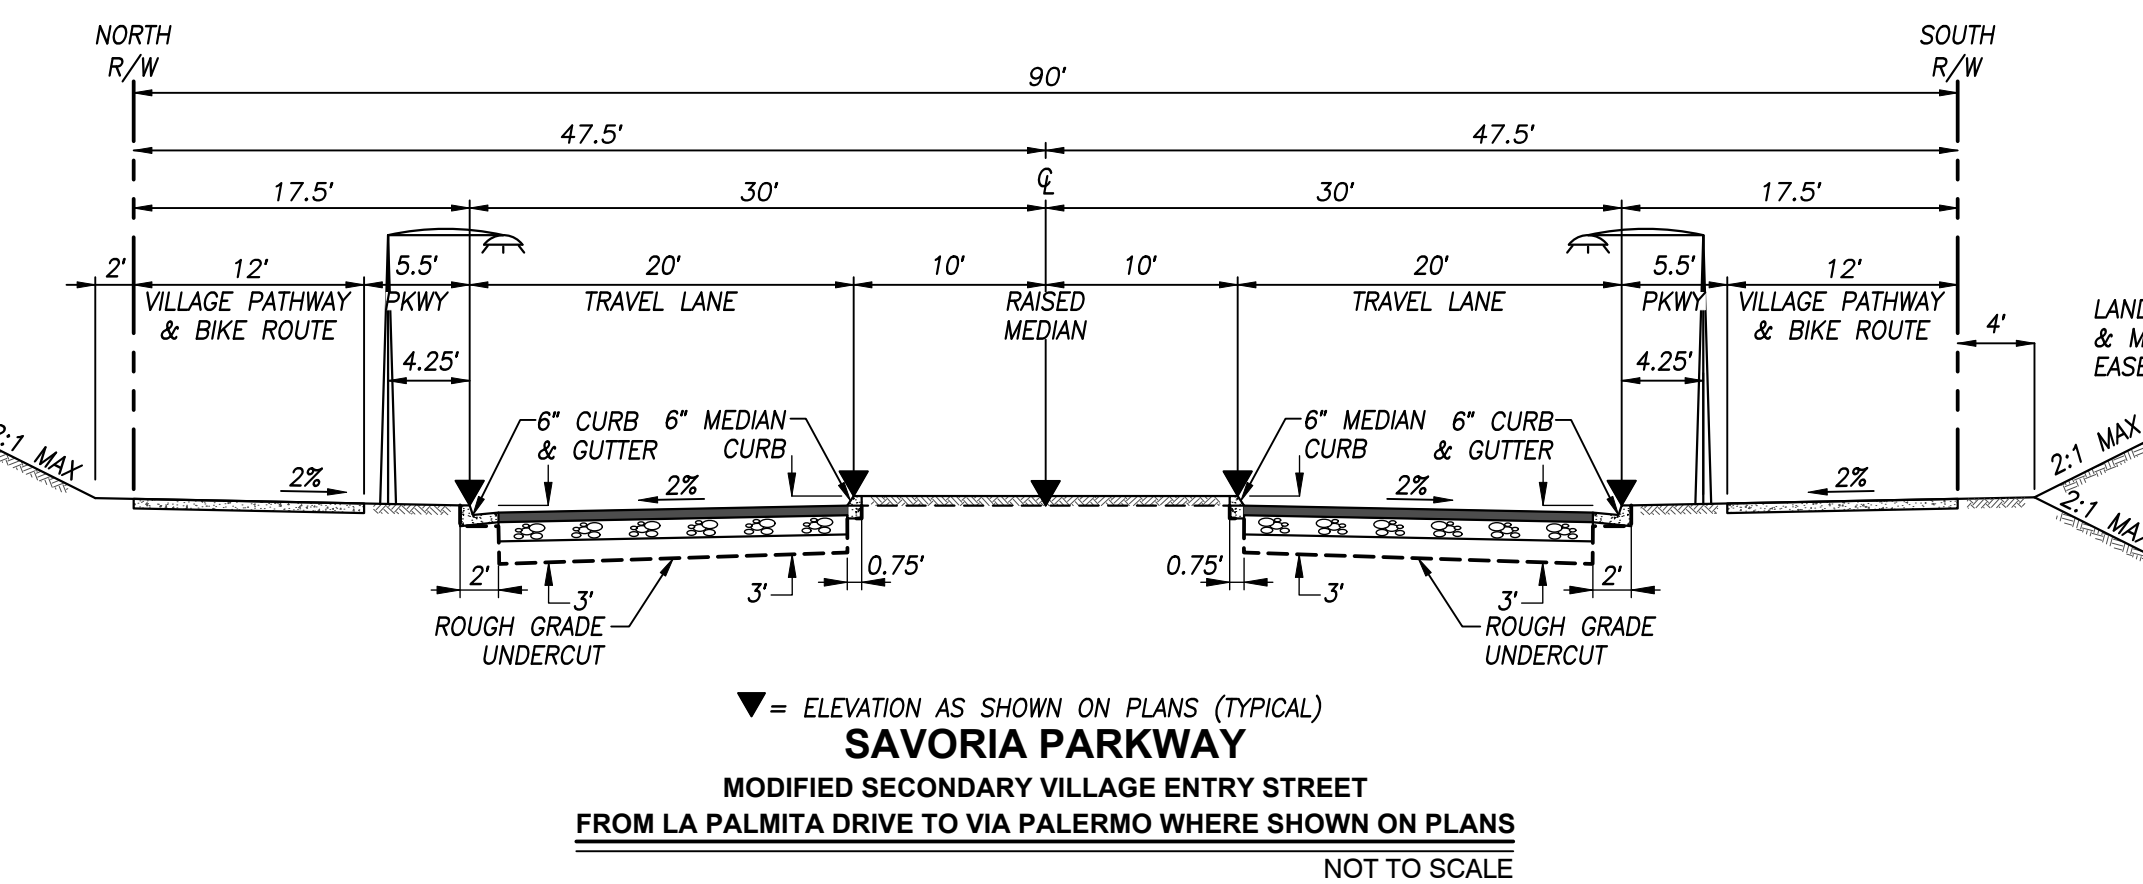 NORTH
R/W
SOUTH
R/W
90'
47.5'
47.5'
17.5'
30'
℄
30'
17.5'
2'
12'
5.5'
20'
10'
10'
20'
5.5'
12'
VILLAGE PATHWAY
& BIKE ROUTE
PKWY
TRAVEL LANE
RAISED
MEDIAN
TRAVEL LANE
PKWY
VILLAGE PATHWAY
& BIKE ROUTE
4'
4.25'
4.25'
6" CURB
& GUTTER
6" MEDIAN
CURB
6" MEDIAN
CURB
6" CURB
& GUTTER
2:1 MAX
2%
2%
2%
2%
2:1 MAX
2:1 MAX
2'
3'
3'
0.75'
0.75'
3'
3'
2'
ROUGH GRADE
UNDERCUT
ROUGH GRADE
UNDERCUT
▼ = ELEVATION AS SHOWN ON PLANS (TYPICAL)
SAVORIA PARKWAY
MODIFIED SECONDARY VILLAGE ENTRY STREET
FROM LA PALMITA DRIVE TO VIA PALERMO WHERE SHOWN ON PLANS
NOT TO SCALE